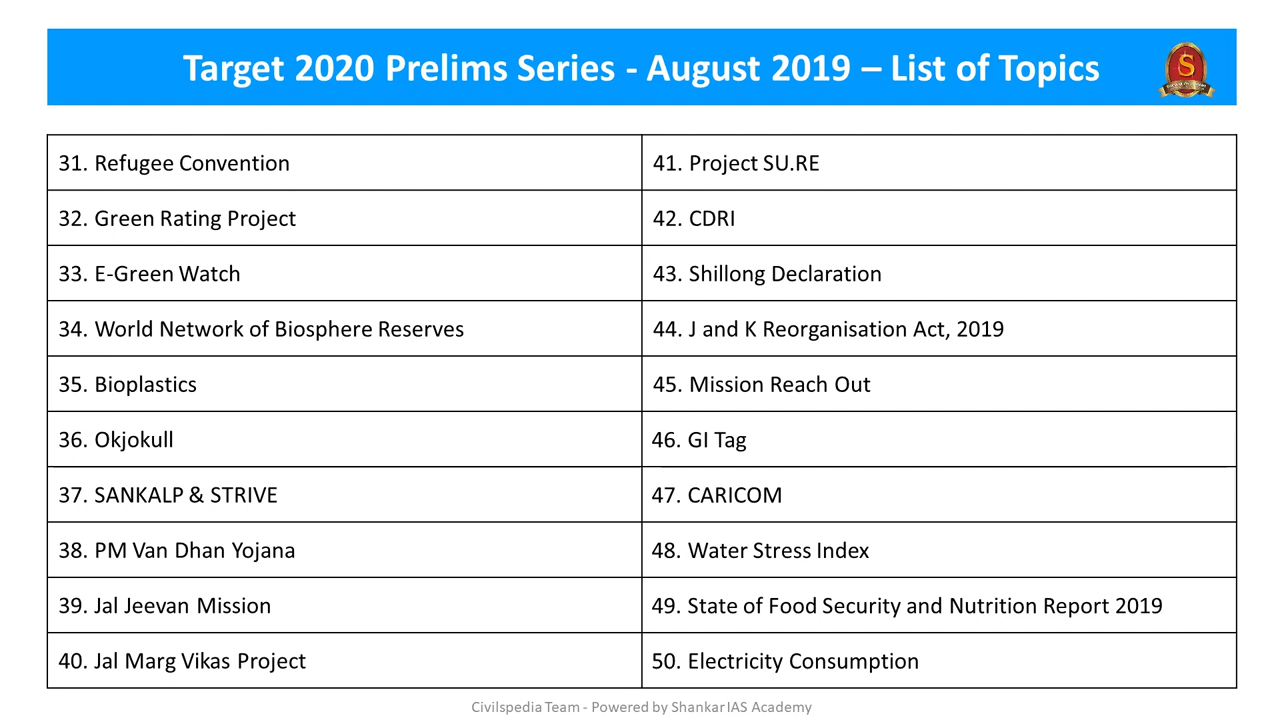 Target 2020 Prelims Series - August 2019 – List of Topics
S
31. Refugee Convention
41. Project SU.RE
32. Green Rating Project
42. CDRI
33. E-Green Watch
43. Shillong Declaration
34. World Network of Biosphere Reserves
44. J and K Reorganisation Act, 2019
35. Bioplastics
45. Mission Reach Out
36. Okjokull
46. GI Tag
37. SANKALP & STRIVE
47. CARICOM
38. PM Van Dhan Yojana
48. Water Stress Index
39. Jal Jeevan Mission
49. State of Food Security and Nutrition Report 2019
40. Jal Marg Vikas Project
50. Electricity Consumption
Civilspedia Team - Powered by Shankar IAS Academy